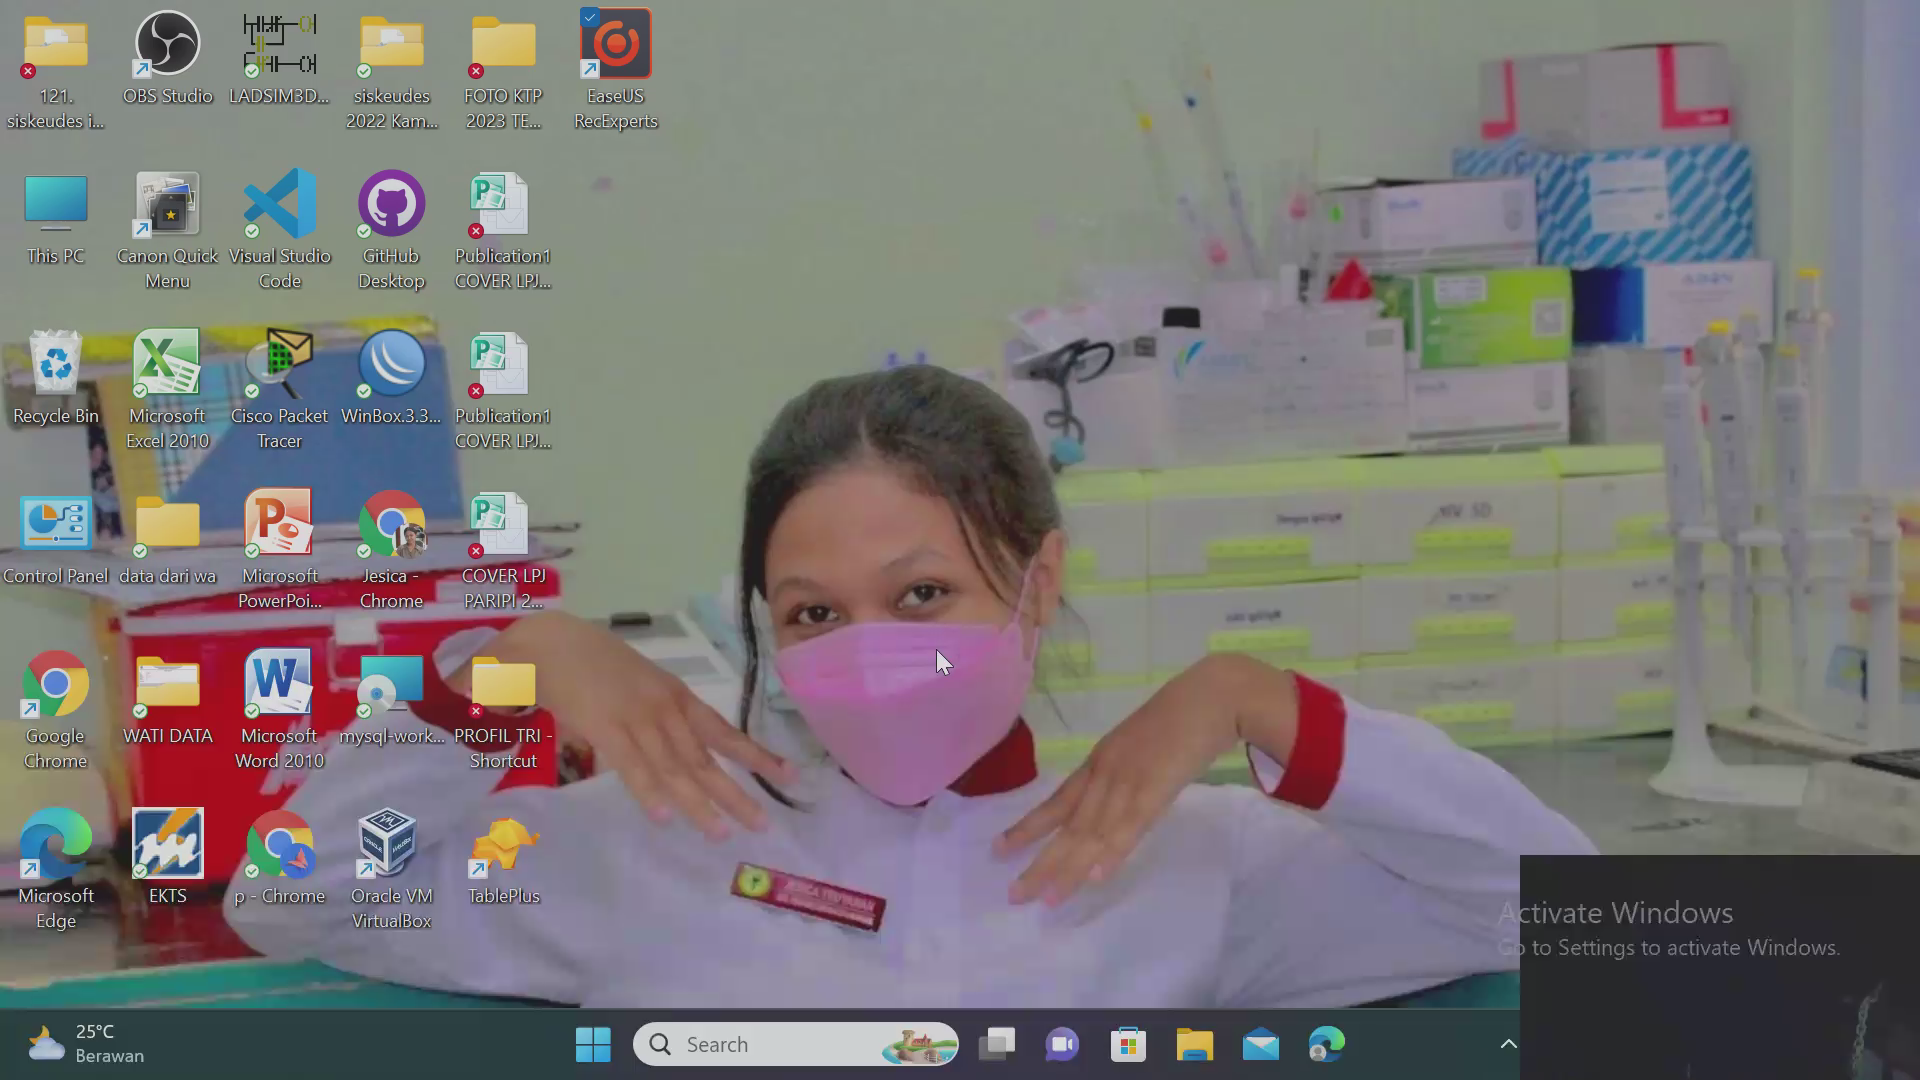 121.
siskeudes i...
OBS Studio
LADSIM3D...
siskeudes
2022 Kam...
FOTO KTP
2023 TE...
EaseUS
RecExperts
This PC
Canon Quick
Menu
Visual Studio
Code
GitHub
Desktop
Publication1
COVER LPJ...
Recycle Bin
Microsoft
Excel 2010
Cisco Packet
Tracer
WinBox.3.3...
Publication1
COVER LPJ...
Control Panel
data dari wa
Microsoft
PowerPoi...
Jesica -
Chrome
COVER LPJ
PARIPI 2...
Google
Chrome
WATI DATA
Microsoft
Word 2010
mysql-work...
PROFIL TRI -
Shortcut
Microsoft
Edge
EKTS
p - Chrome
Oracle VM
VirtualBox
TablePlus
Activate Windows
Go to Settings to activate Windows.
25°C
Berawan
Search